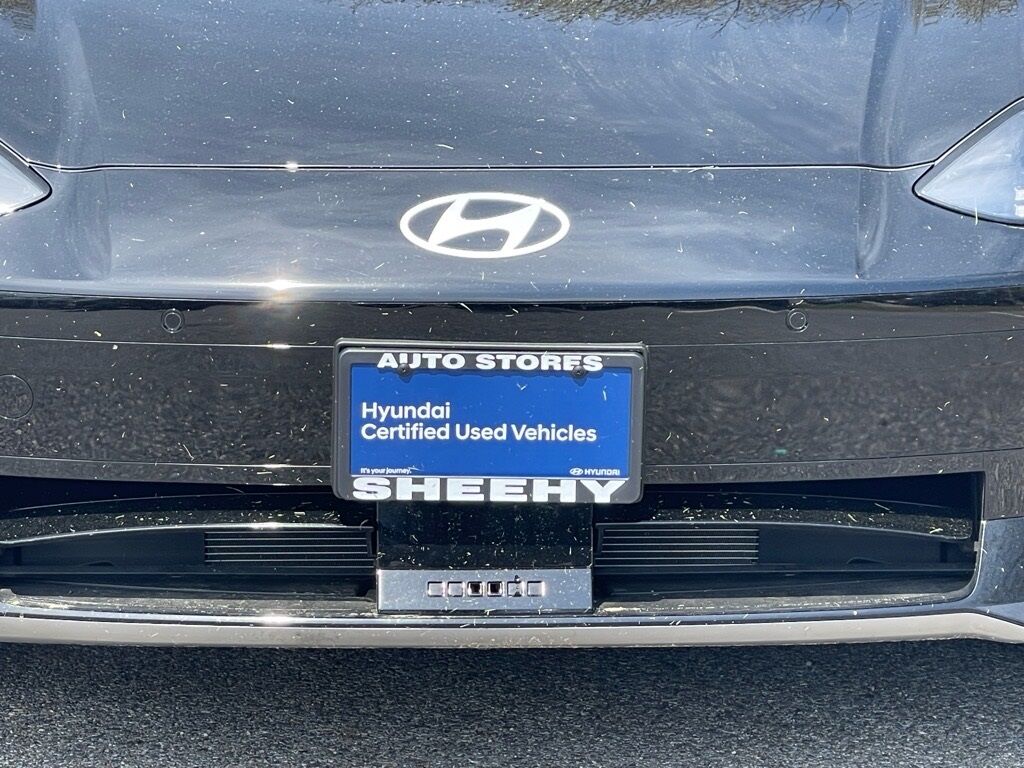 AUTO STORES
Hyundai
Certified Used Vehicles
It's your journey.
HYUNDAI
SHEEHY